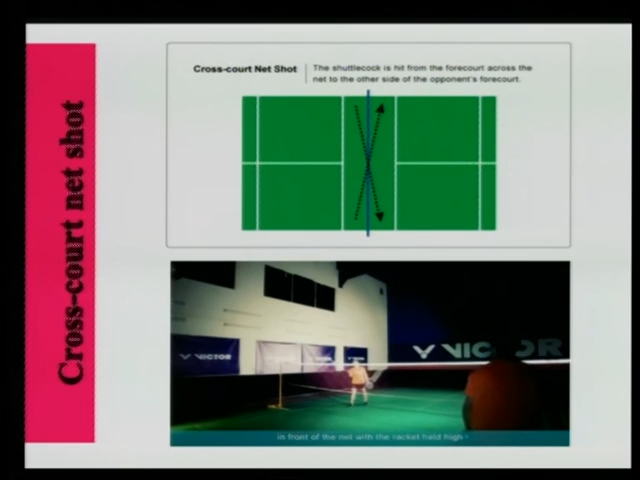 Cross-court net shot
Cross-court Net Shot
The shuttlecock is hit from the forecourt across the
net to the other side of the opponent's forecourt.
VICTOR
VICTOR
in front of the net with the racket held high